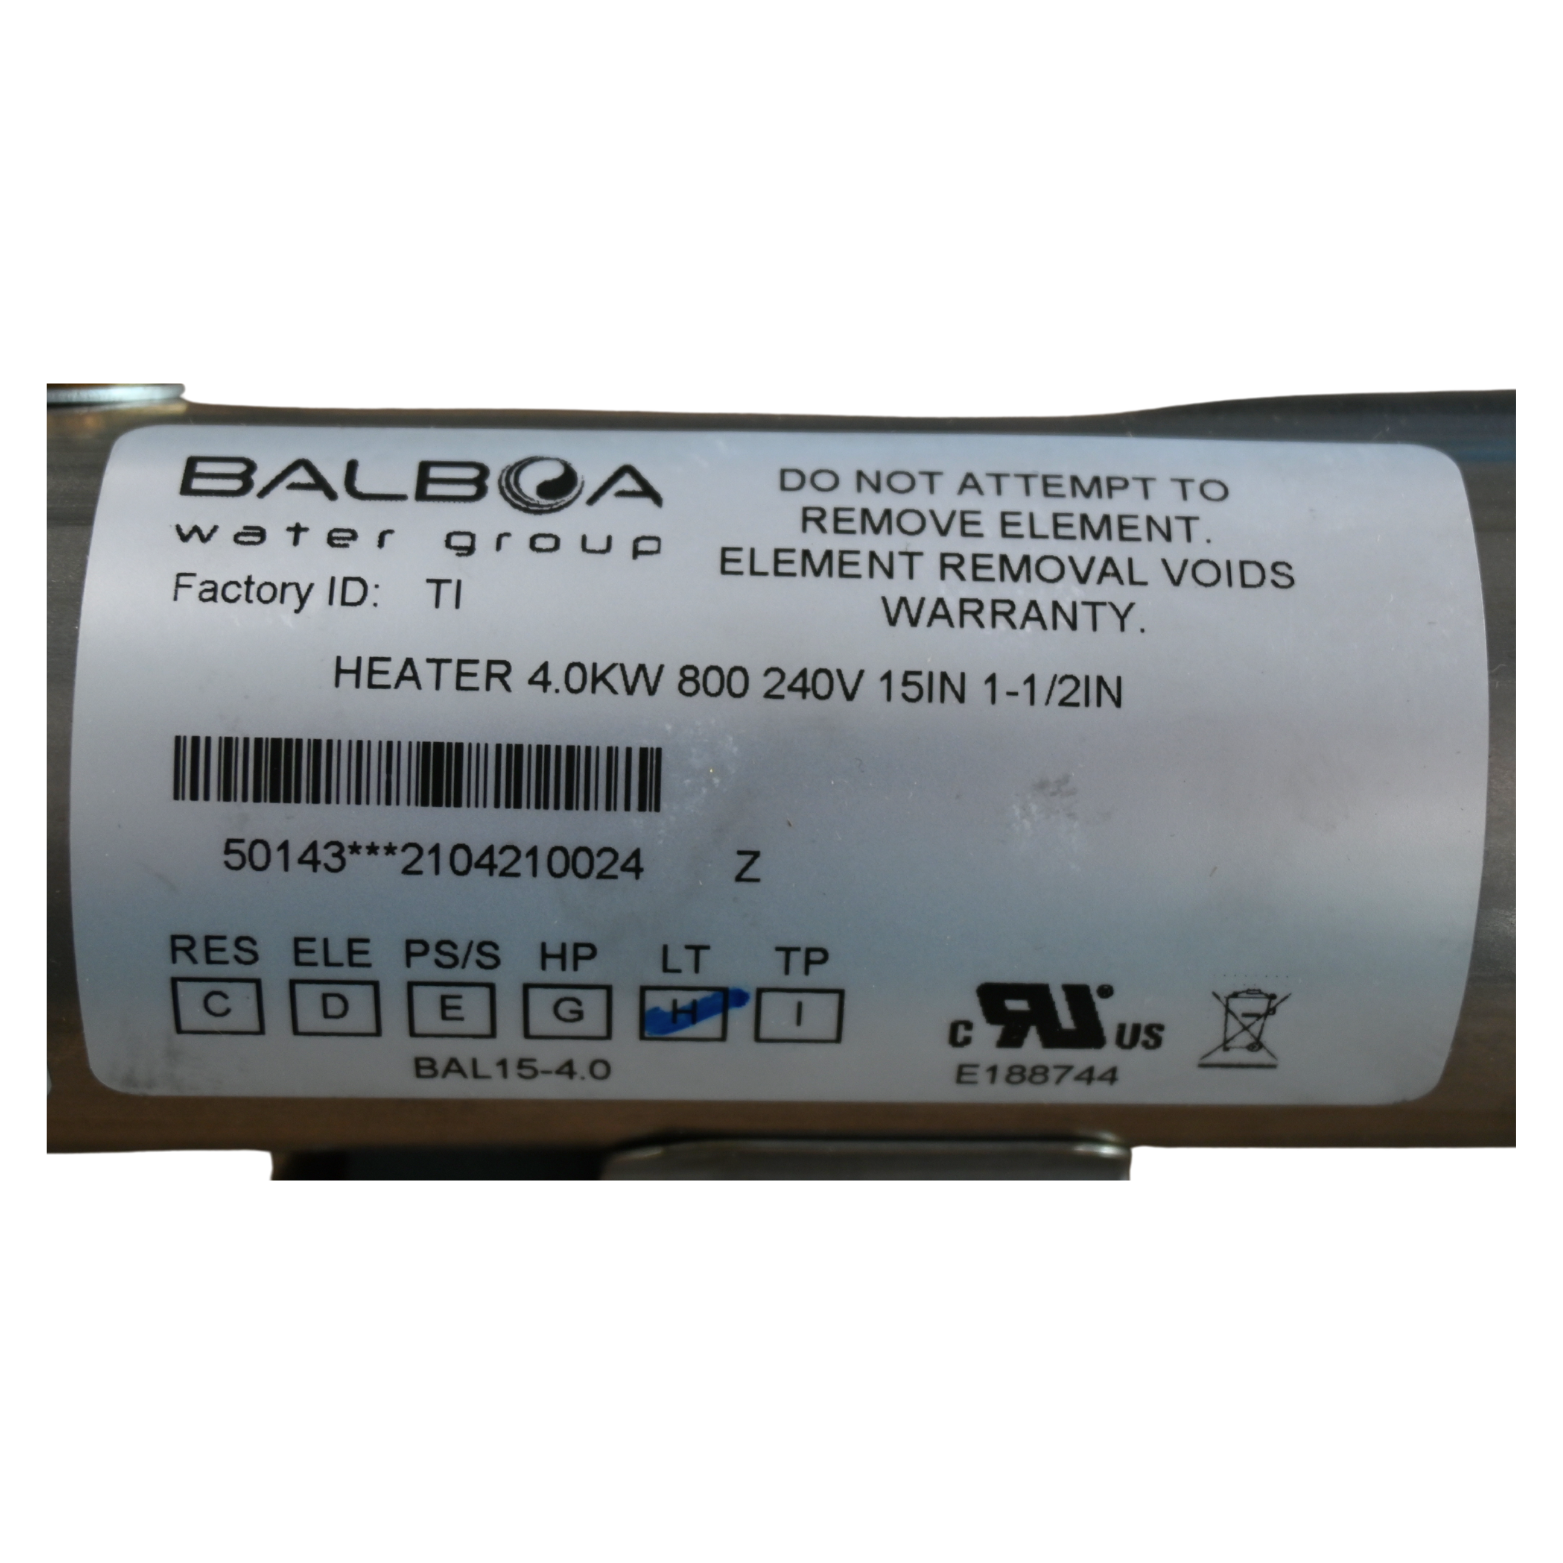 BALBOA
water group
Factory ID: TI
DO NOT ATTEMPT TO
REMOVE ELEMENT.
ELEMENT REMOVAL VOIDS
WARRANTY.
HEATER 4.0KW 800 240V 15IN 1-1/2IN
50143***2104210024 Z
RES ELE PS/S HP LT TP
C D E G H I
BAL15-4.0
c RU US
E188744